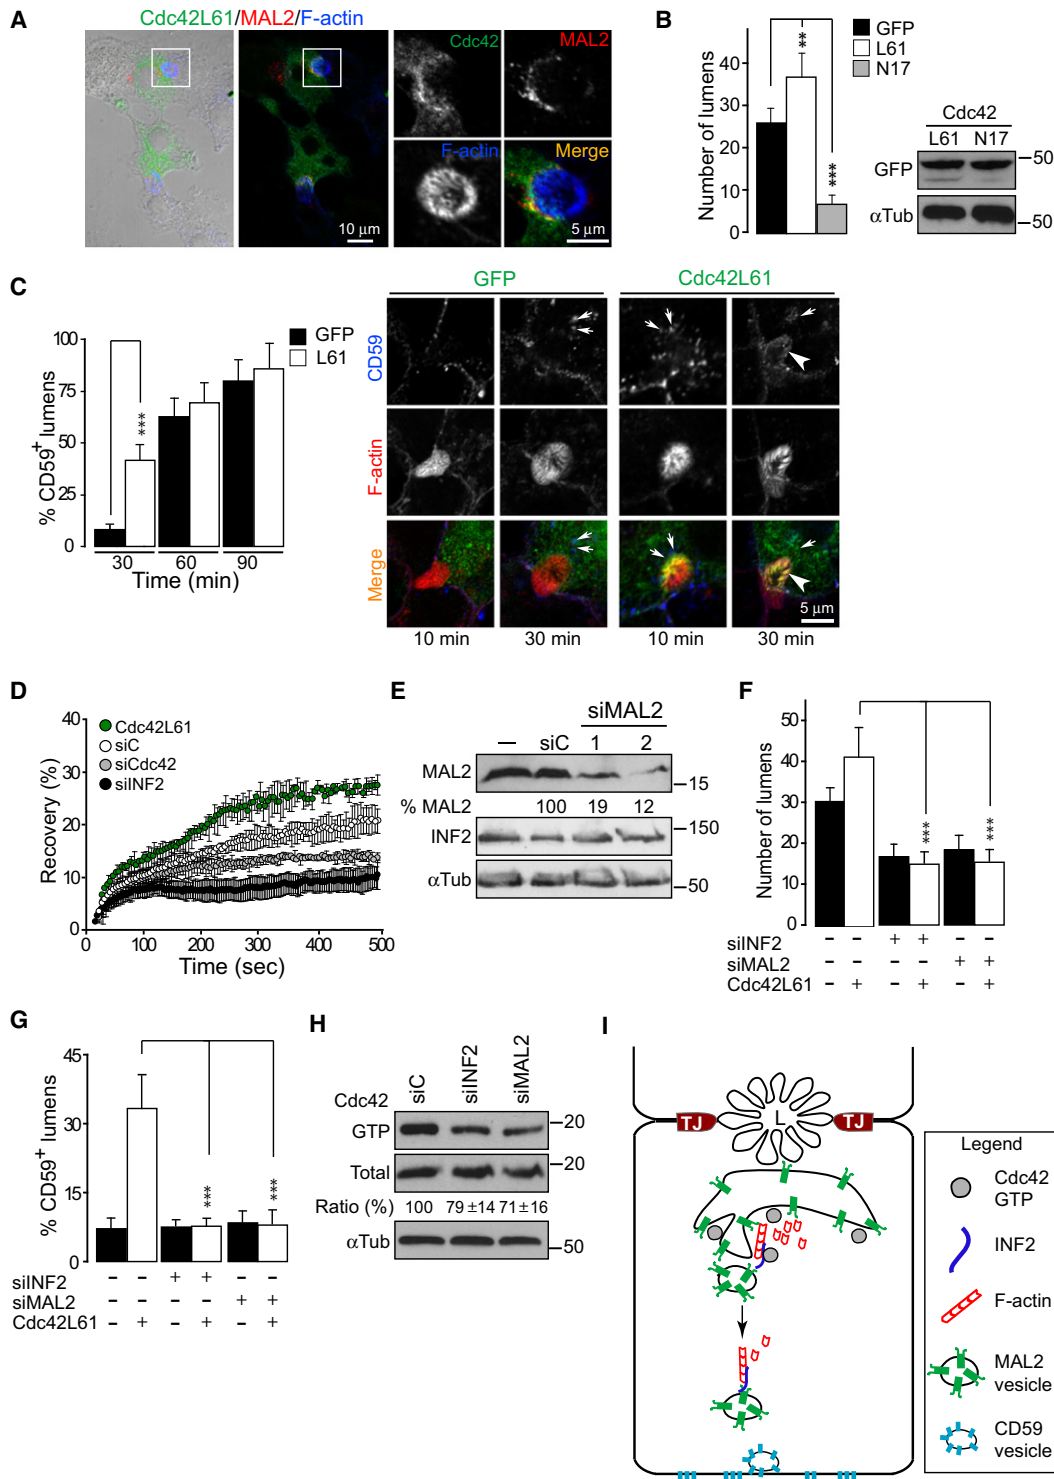 A
Cdc42L61/MAL2/F-actin
Cdc42
MAL2
F-actin
Merge
10 µm
5 µm
B
Number of lumens
40
30
20
10
0
**
***
GFP
L61
N17
Cdc42
L61 N17
GFP
αTub
–50
–50
C
% CD59+ lumens
100
75
50
25
0
***
30 60 90
Time (min)
GFP
L61
GFP
Cdc42L61
CD59
F-actin
Merge
5 µm
10 min 30 min 10 min 30 min
D
Recovery (%)
40
30
20
10
0
Cdc42L61
siC
siCdc42
siINF2
0 100 200 300 400 500
Time (sec)
E
siMAL2
– siC 1 2
MAL2
–15
% MAL2 100 19 12
INF2
–150
αTub
–50
F
Number of lumens
50
40
30
20
10
0
***
***
siINF2 – – + + – –
siMAL2 – – – – + +
Cdc42L61 – + – + – +
G
% CD59+ lumens
45
30
15
0
***
***
siINF2 – – + + – –
siMAL2 – – – – + +
Cdc42L61 – + – + – +
H
siC siINF2 siMAL2
Cdc42
GTP
–20
Total
–20
Ratio (%) 100 79 ±14 71 ±16
αTub
–50
I
TJ
L
TJ
Legend
Cdc42
GTP
INF2
F-actin
MAL2
vesicle
CD59
vesicle